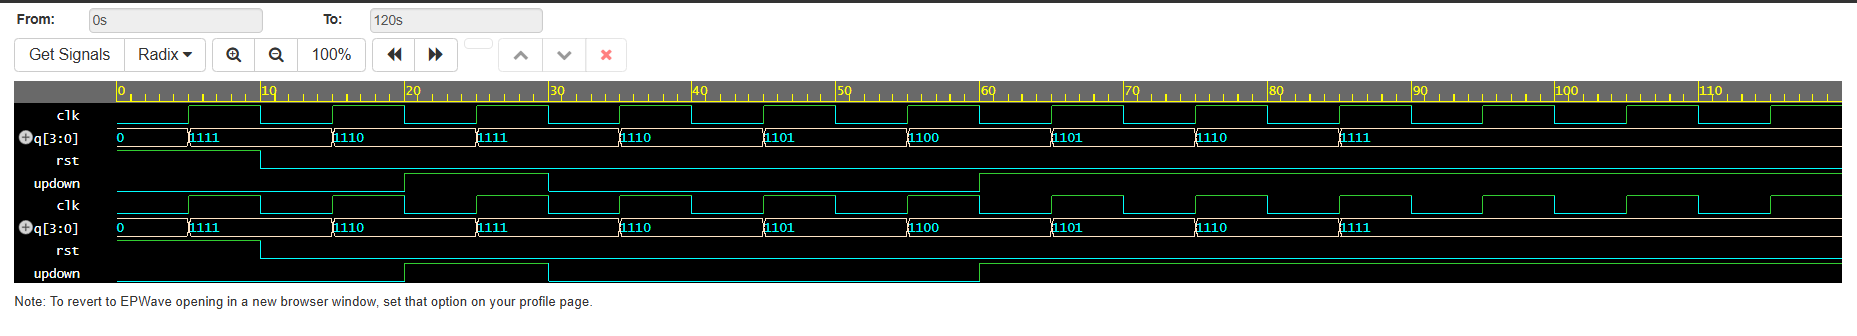 From: 0s To: 120s
Get Signals Radix 100%
0 10 20 30 40 50 60 70 80 90 100 110
clk
q[3:0] 0 1111 1110 1111 1110 1101 1100 1101 1110 1111
rst
updown
clk
q[3:0] 0 1111 1110 1111 1110 1101 1100 1101 1110 1111
rst
updown
Note: To revert to EPWave opening in a new browser window, set that option on your profile page.